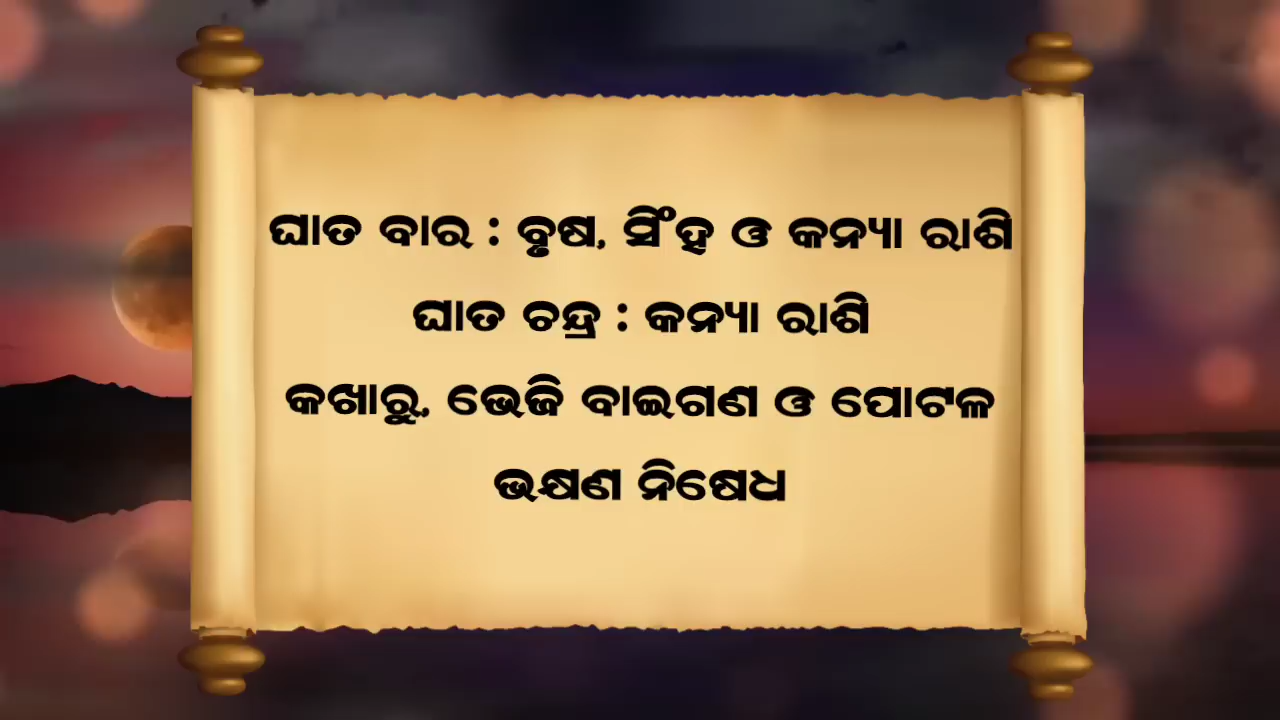 ଘାତ ବାର : ବୃଷ, ସିଂହ ଓ କନ୍ୟା ରାଶି
ଘାତ ଚନ୍ଦ୍ର : କନ୍ୟା ରାଶି
କଖାରୁ, ଭେଜି ବାଇଗଣ ଓ ପୋଟଳ
ଭକ୍ଷଣ ନିଷେଧ